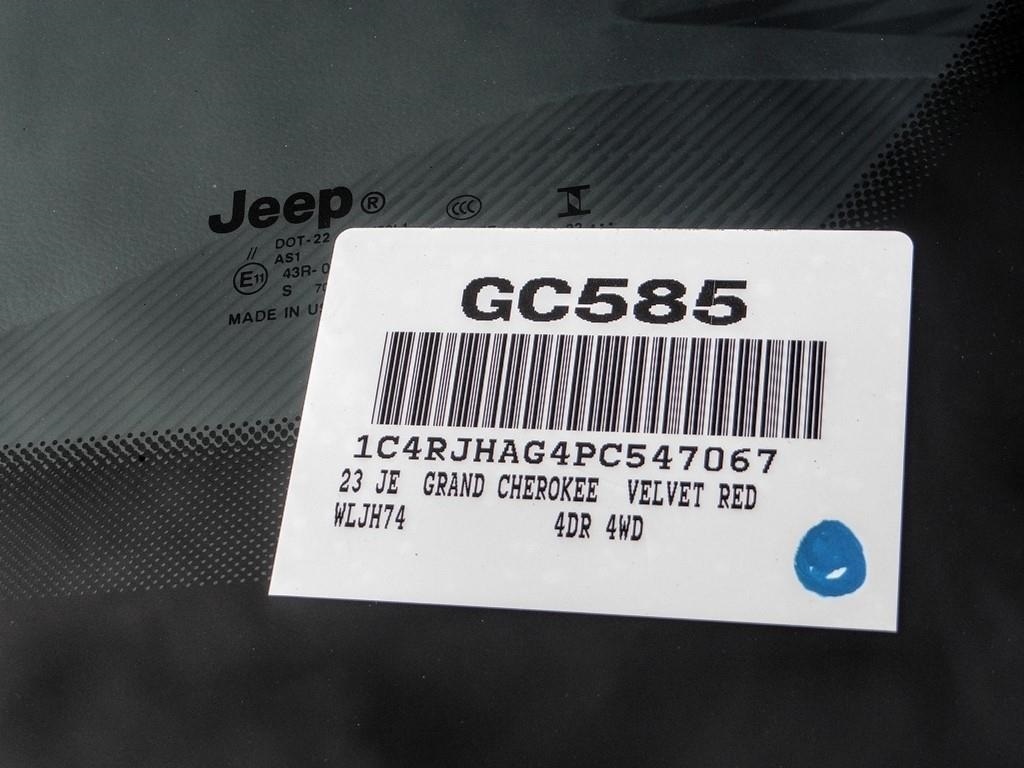 Jeep®
DOT-22
// AS1
E11 43R-0
S
MADE IN
GC585
1C4RJHAG4PC547067
23 JE GRAND CHEROKEE VELVET RED
WLJH74 4DR 4WD